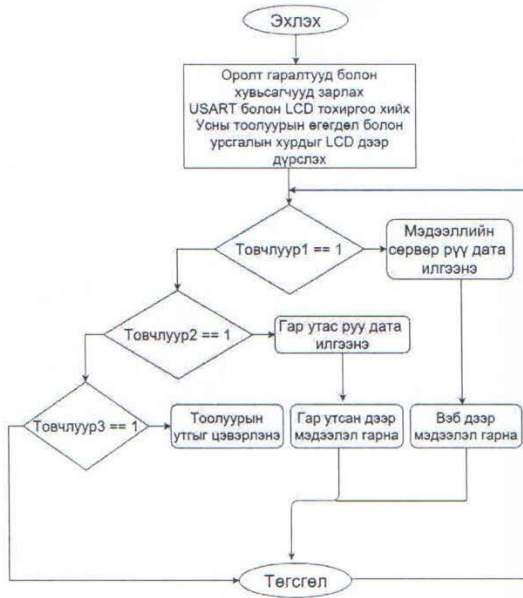 Эхлэх
Оролт гаралтууд болон
хувьсагчууд зарлах
USART болон LCD тохиргоо хийх
Усны тоолуурын өгөгдөл болон
урсгалын хурдыг LCD дээр
дүрслэх
Товчлуур1 == 1
Мэдээллийн
сервер рүү дата
илгээнэ
Товчлуур2 == 1
Гар утас руу дата
илгээнэ
Товчлуур3 == 1
Тоолуурын
утгыг цэвэрлэнэ
Гар утсан дээр
мэдээлэл гарна
Вэб дээр
мэдээлэл гарна
Төгсгөл